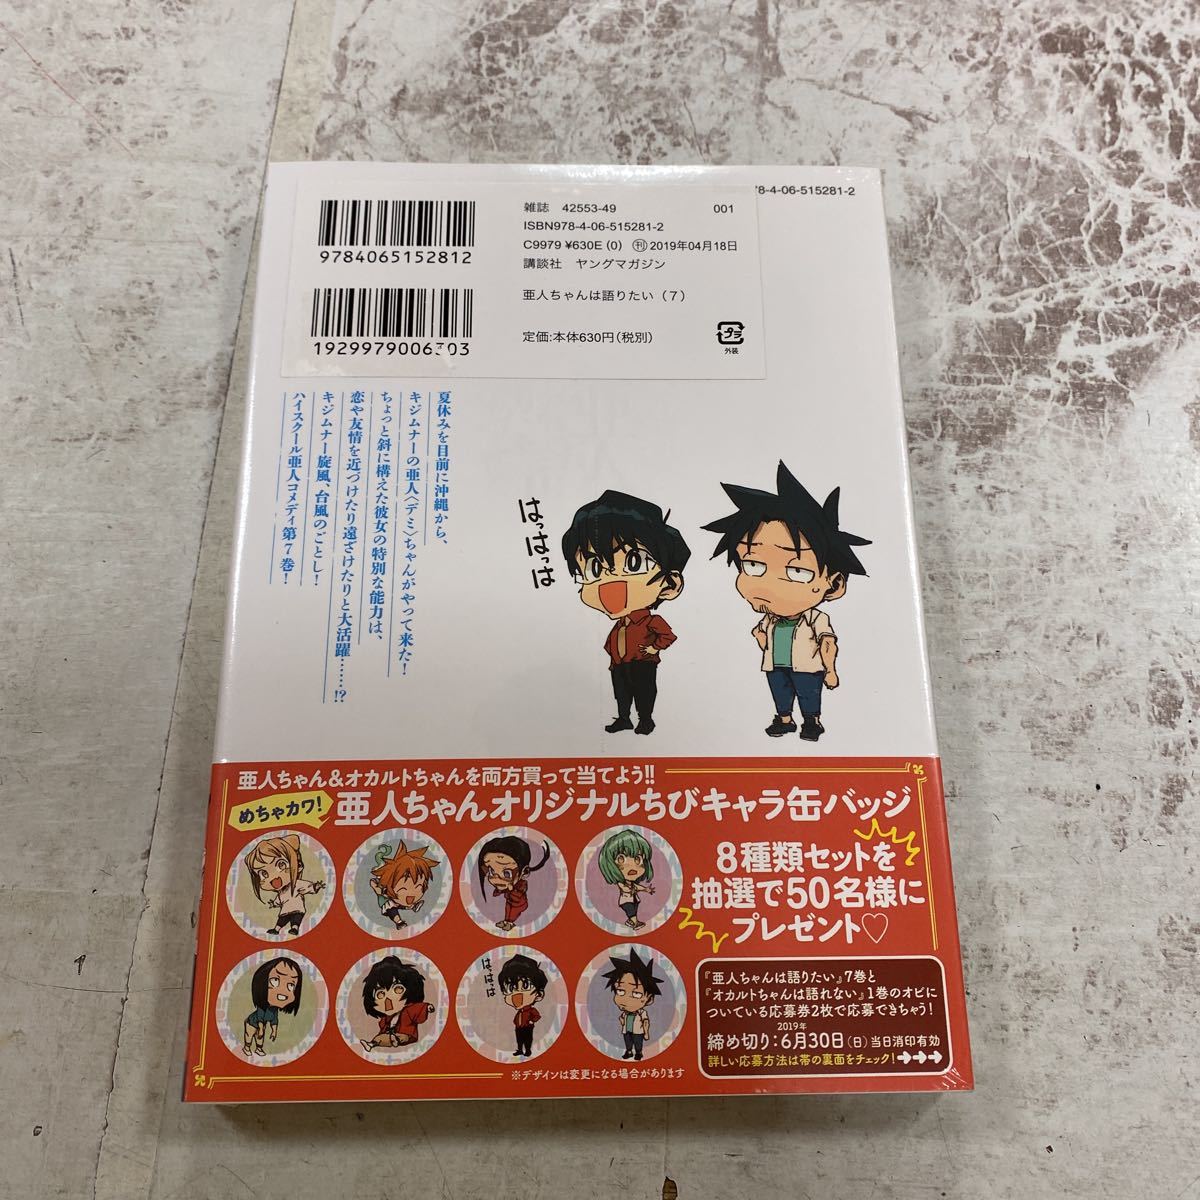 78-4-06-515281-2
9784065152812
1929979006303
雑誌 42553-49 001
ISBN978-4-06-515281-2
C9979 ¥630E (0) ㊗刊 2019年04月18日
講談社 ヤングマガジン
亜人ちゃんは語りたい(7)
定価:本体630円(税別)
プラ
外装
夏休みを目前に沖縄から、
キジムナーの亜人〈デミ〉ちゃんがやって来た!
ちょっと斜に構えた彼女の特別な能力は、
恋や友情を近づけたり遠ざけたりと大活躍……!?
キジムナー旋風、台風のごとし!
ハイスクール亜人コメディ第7巻!
はっはっは
亜人ちゃん&オカルトちゃんを両方買って当てよう!!
めちゃカワ!
亜人ちゃんオリジナルちびキャラ缶バッジ
8種類セットを
抽選で50名様に
プレゼント♡
はっはっは
『亜人ちゃんは語りたい』7巻と
『オカルトちゃんは語れない』1巻のオビに
ついている応募券2枚で応募できちゃう!
2019年
締め切り:6月30日(日)当日消印有効
詳しい応募方法は帯の裏面をチェック!➔➔➔
※デザインは変更になる場合があります